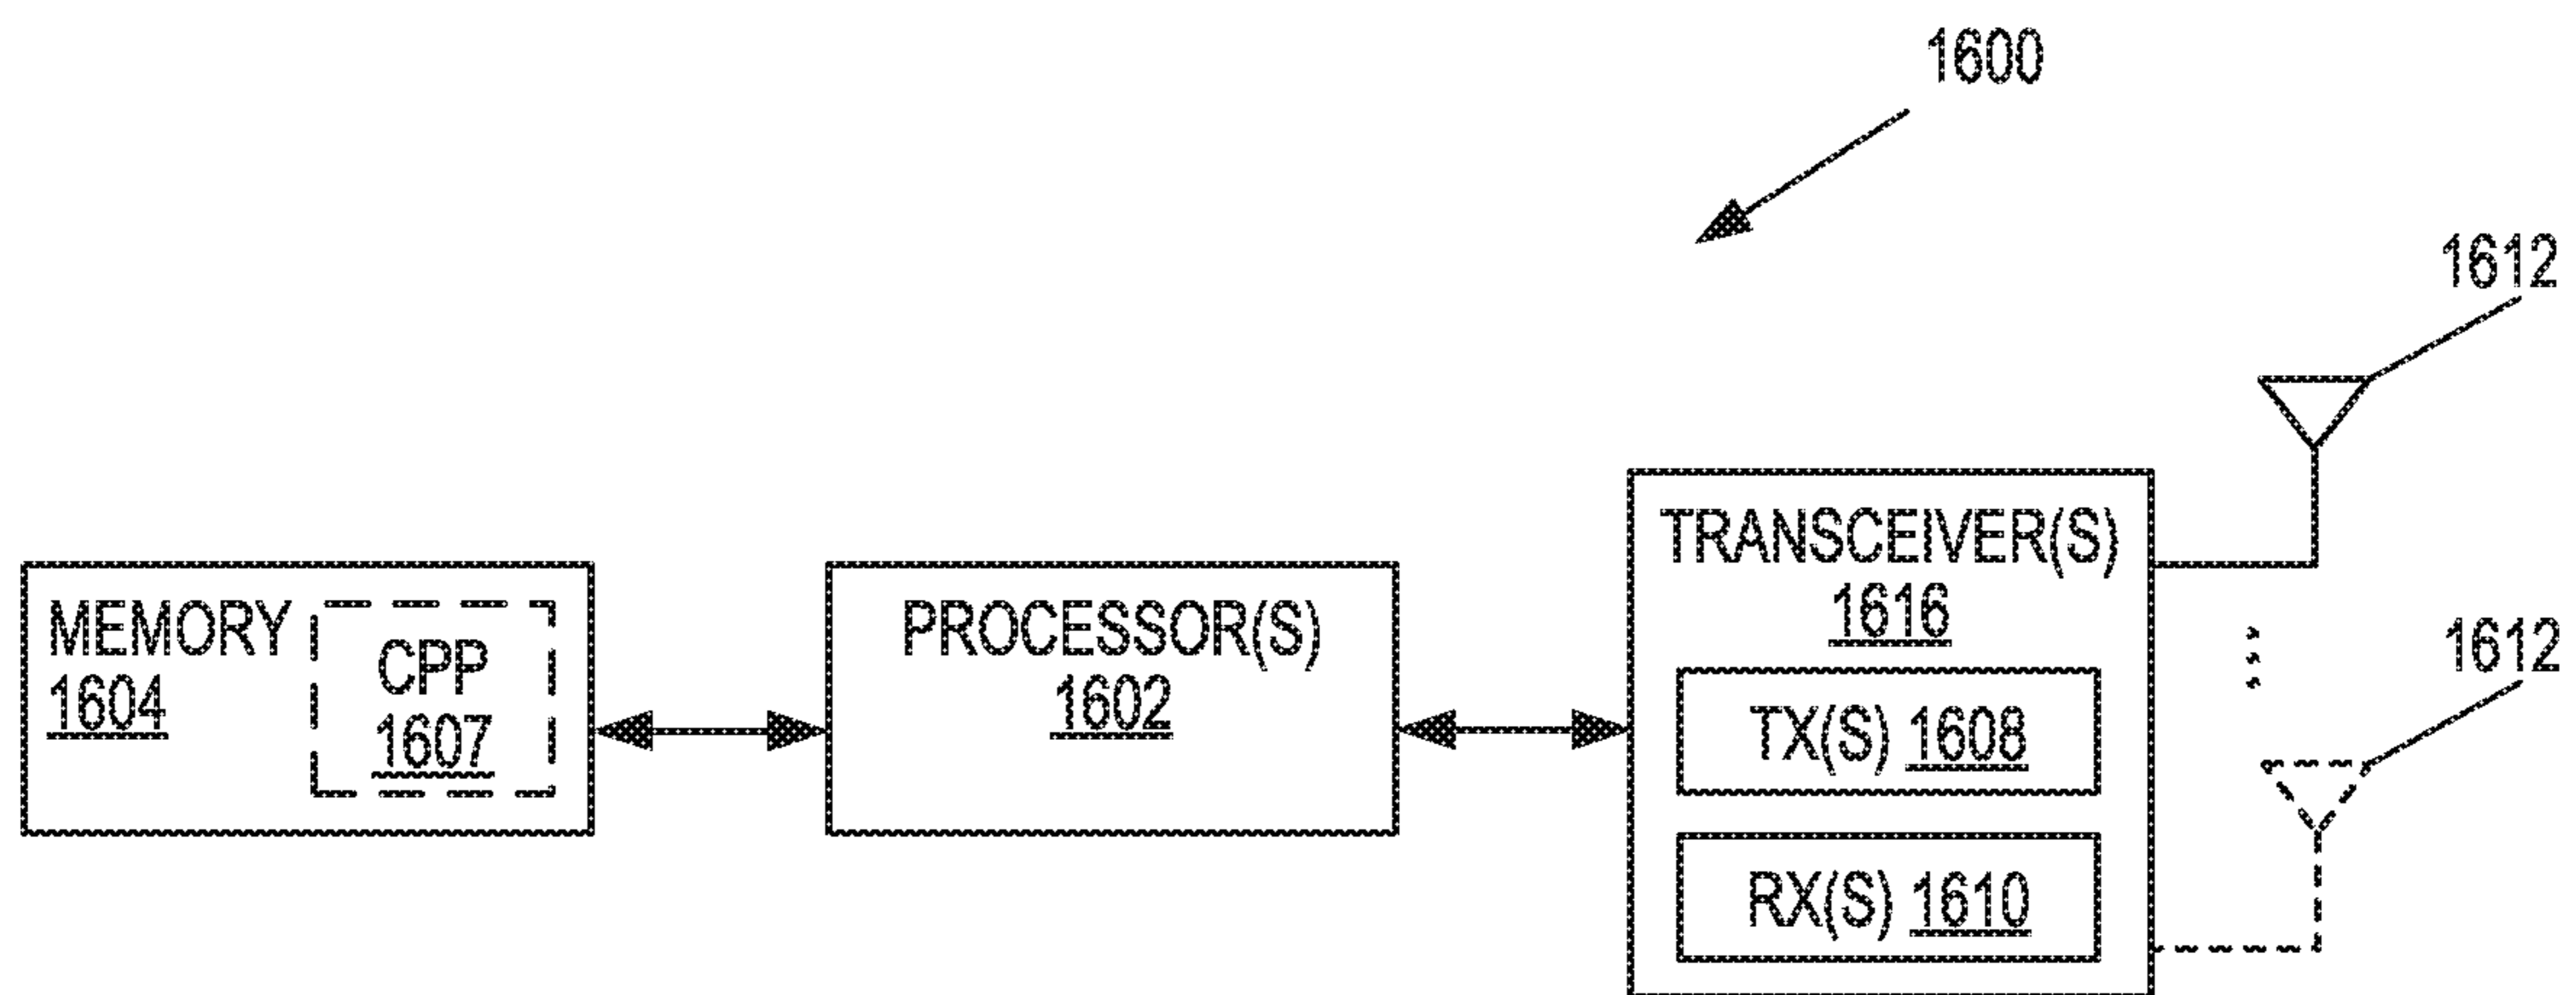 1600
1612
MEMORY
1604
CPP
1607
PROCESSOR(S)
1602
TRANSCEIVER(S)
1616
TX(S) 1608
RX(S) 1610
1612